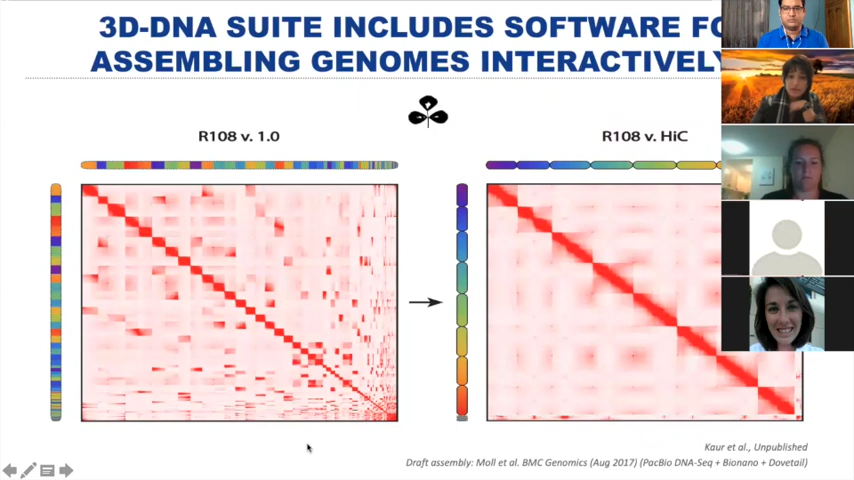 3D-DNA SUITE INCLUDES SOFTWARE
ASSEMBLING GENOMES INTERACTIVELY
R108 v. 1.0
R108 v. HiC
Kaur et al., Unpublished
Draft assembly: Moll et al. BMC Genomics (Aug 2017) (PacBio DNA-Seq + Bionano + Dovetail)